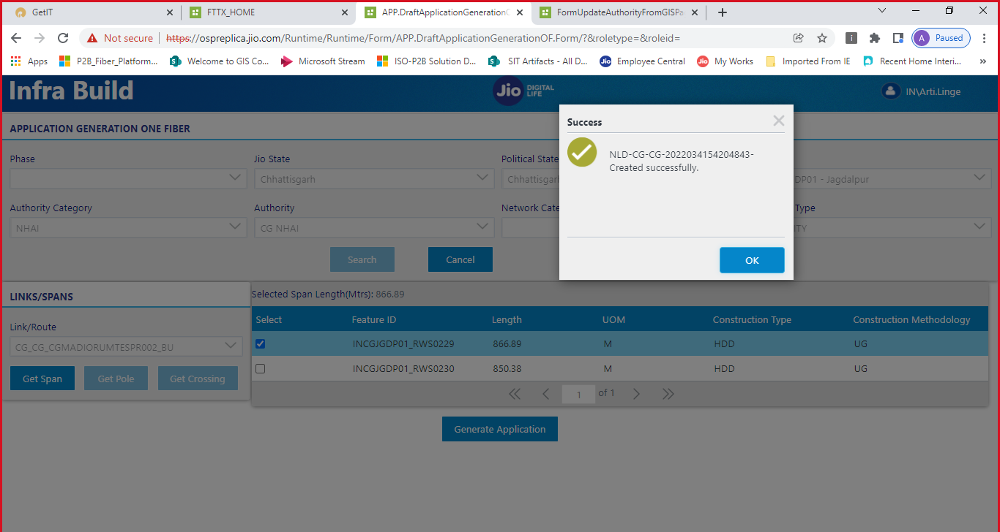 GetIT
FTTX_HOME
APP.DraftApplicationGenerationO
FormUpdateAuthorityFromGISPa
Not secure
https://ospreplica.jio.com/Runtime/Runtime/Form/APP.DraftApplicationGenerationOF.Form/?&roletype=&roleid=
A Paused
Apps
P2B_Fiber_Platform...
Welcome to GIS Co...
Microsoft Stream
ISO-P2B Solution D...
SIT Artifacts - All D...
Employee Central
My Works
Imported From IE
Recent Home Interi...
Infra Build
Jio DIGITAL
LIFE
IN\Arti.Linge
APPLICATION GENERATION ONE FIBER
Phase
Jio State
Political State
Chhattisgarh
Chhattisgarh
DP01 - Jagdalpur
Authority Category
Authority
Network Cate
Type
NHAI
CG NHAI
ITY
Search
Cancel
Success
NLD-CG-CG-2022034154204843-
Created successfully.
OK
LINKS/SPANS
Link/Route
CG_CG_CGMADIORUMTESPR002_BU
Get Span
Get Pole
Get Crossing
Selected Span Length(Mtrs): 866.89
Select Feature ID Length UOM Construction Type Construction Methodology
INCGJGDP01_RWS0229 866.89 M HDD UG
INCGJGDP01_RWS0230 850.38 M HDD UG
1 of 1
Generate Application